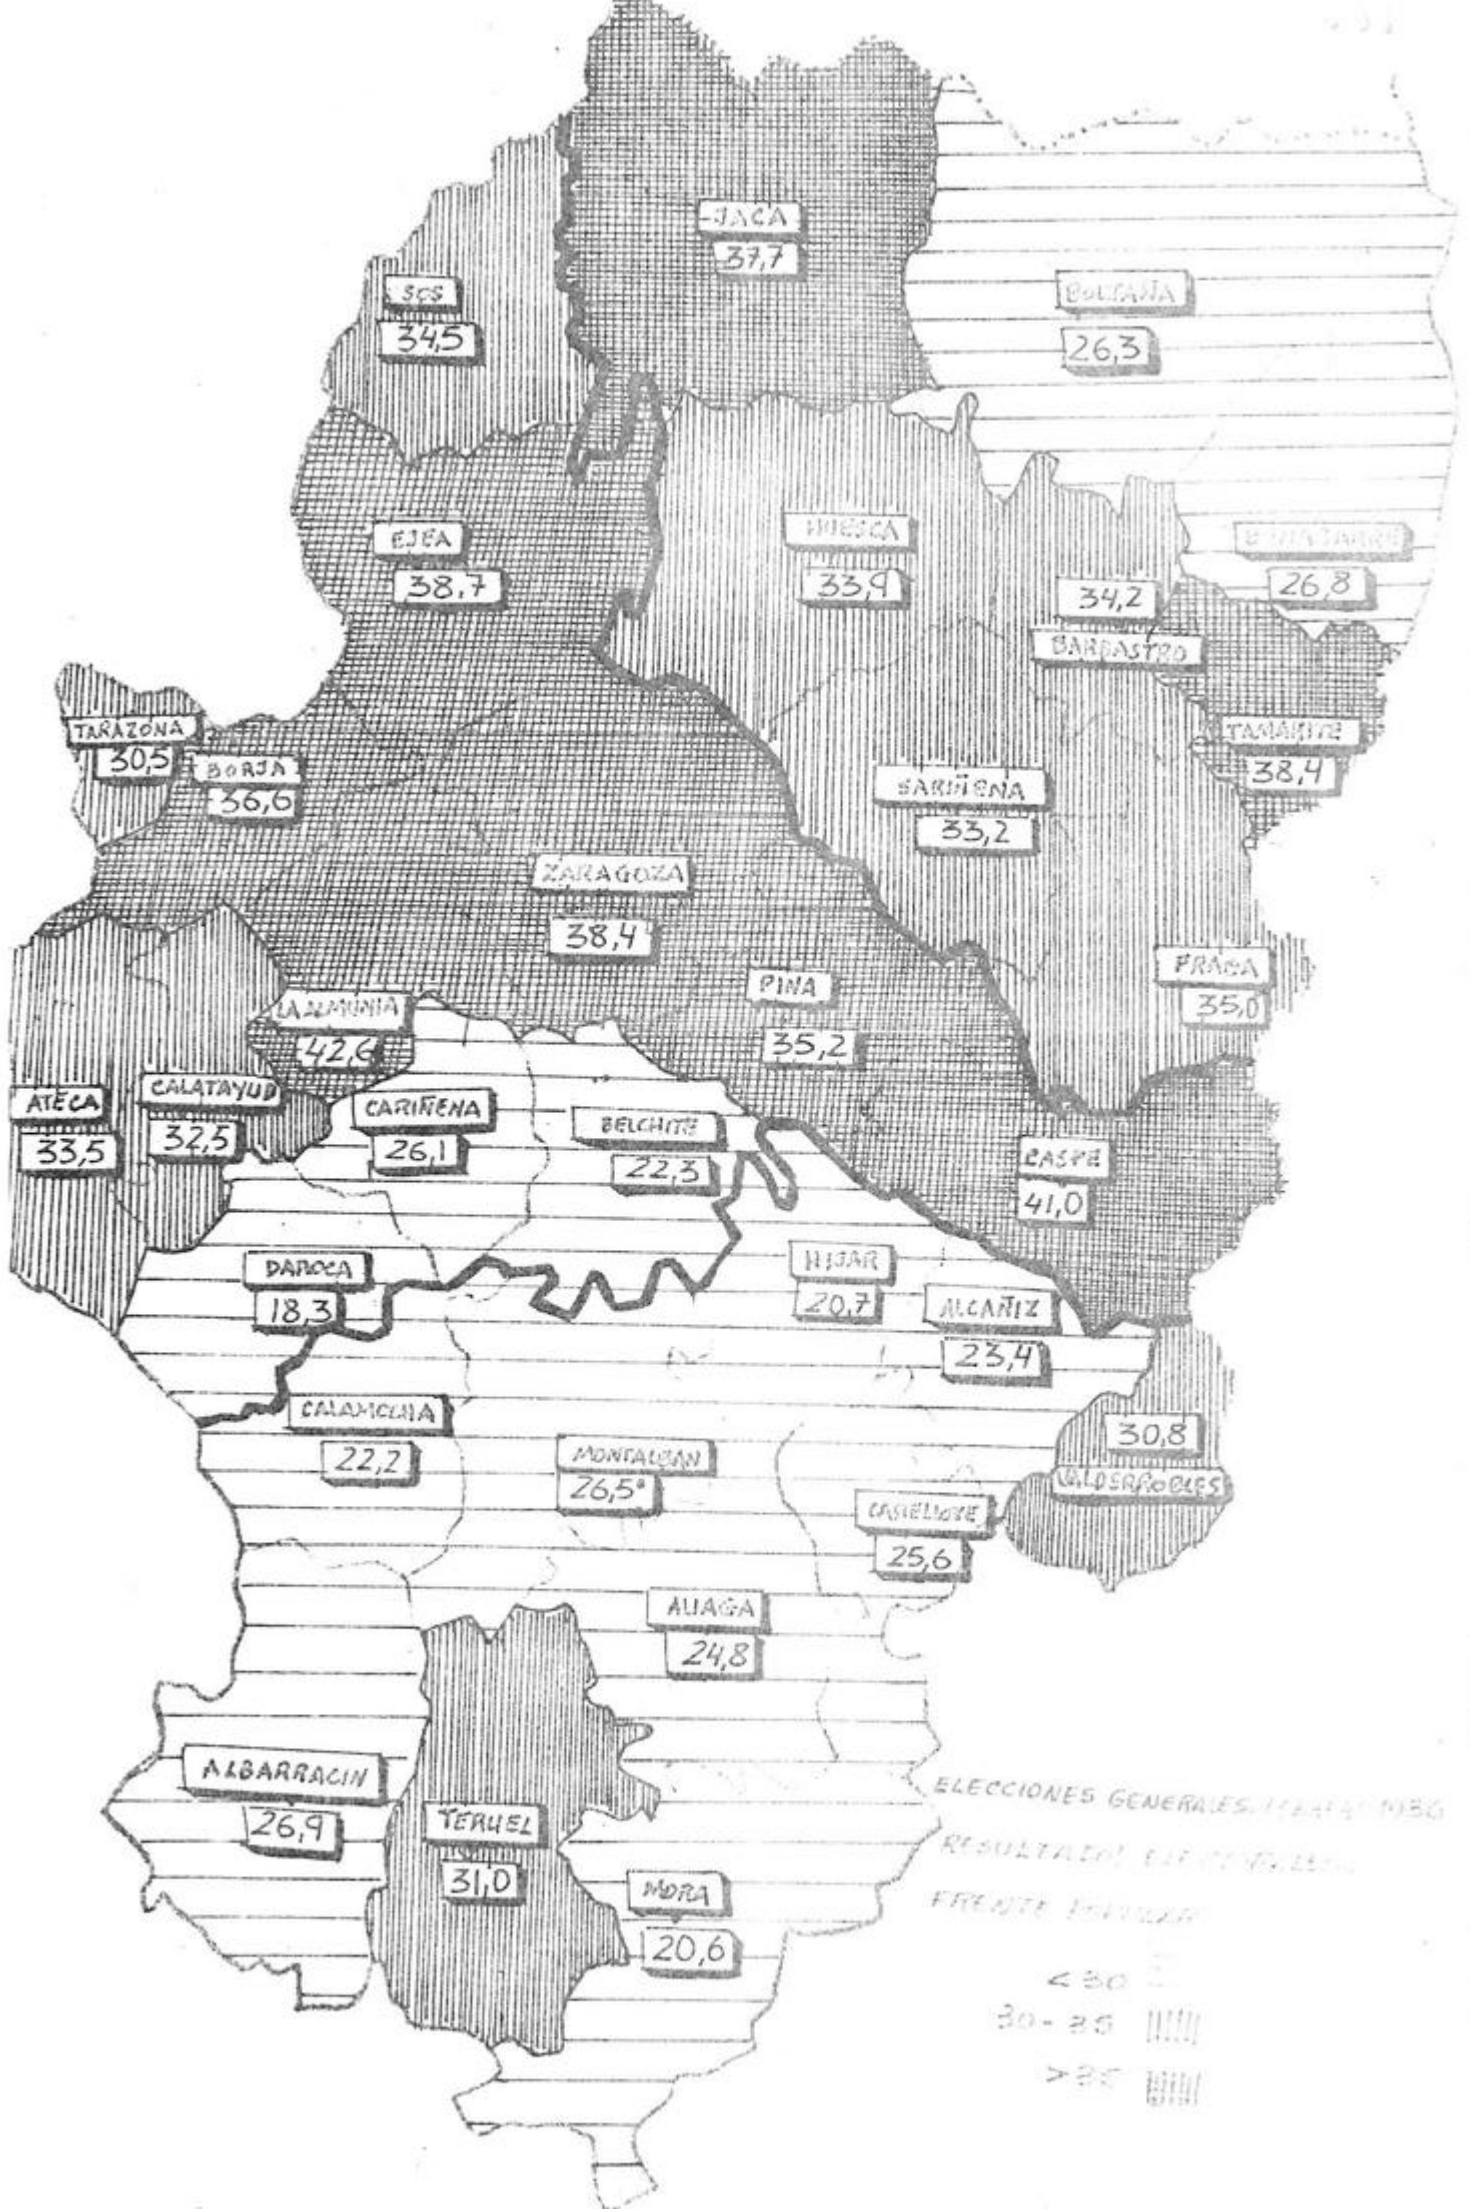 JACA
37,7
SOS
34,5
BOLTAÑA
26,3
EJEA
38,7
HUESCA
33,9
34,2
BARBASTRO
26,8
TARAZONA
30,5
BORJA
36,6
TAMARITE
38,4
SARIÑENA
33,2
ZARAGOZA
38,4
PINA
35,2
FRAGA
35,0
LA ALMUNIA
42,6
ATECA
33,5
CALATAYUD
32,5
CARIÑENA
26,1
BELCHITE
22,3
CASPE
41,0
DAROCA
18,3
HIJAR
20,7
ALCAÑIZ
23,4
CALAMOCHA
22,2
MONTALBAN
26,5
30,8
VALDERROBLES
CASTELLOTE
25,6
ALIAGA
24,8
ALBARRACIN
26,9
TERUEL
31,0
MORA
20,6
ELECCIONES GENERALES 1936
RESULTADOS
FRENTE POPULAR
< 30
30-35
> 35